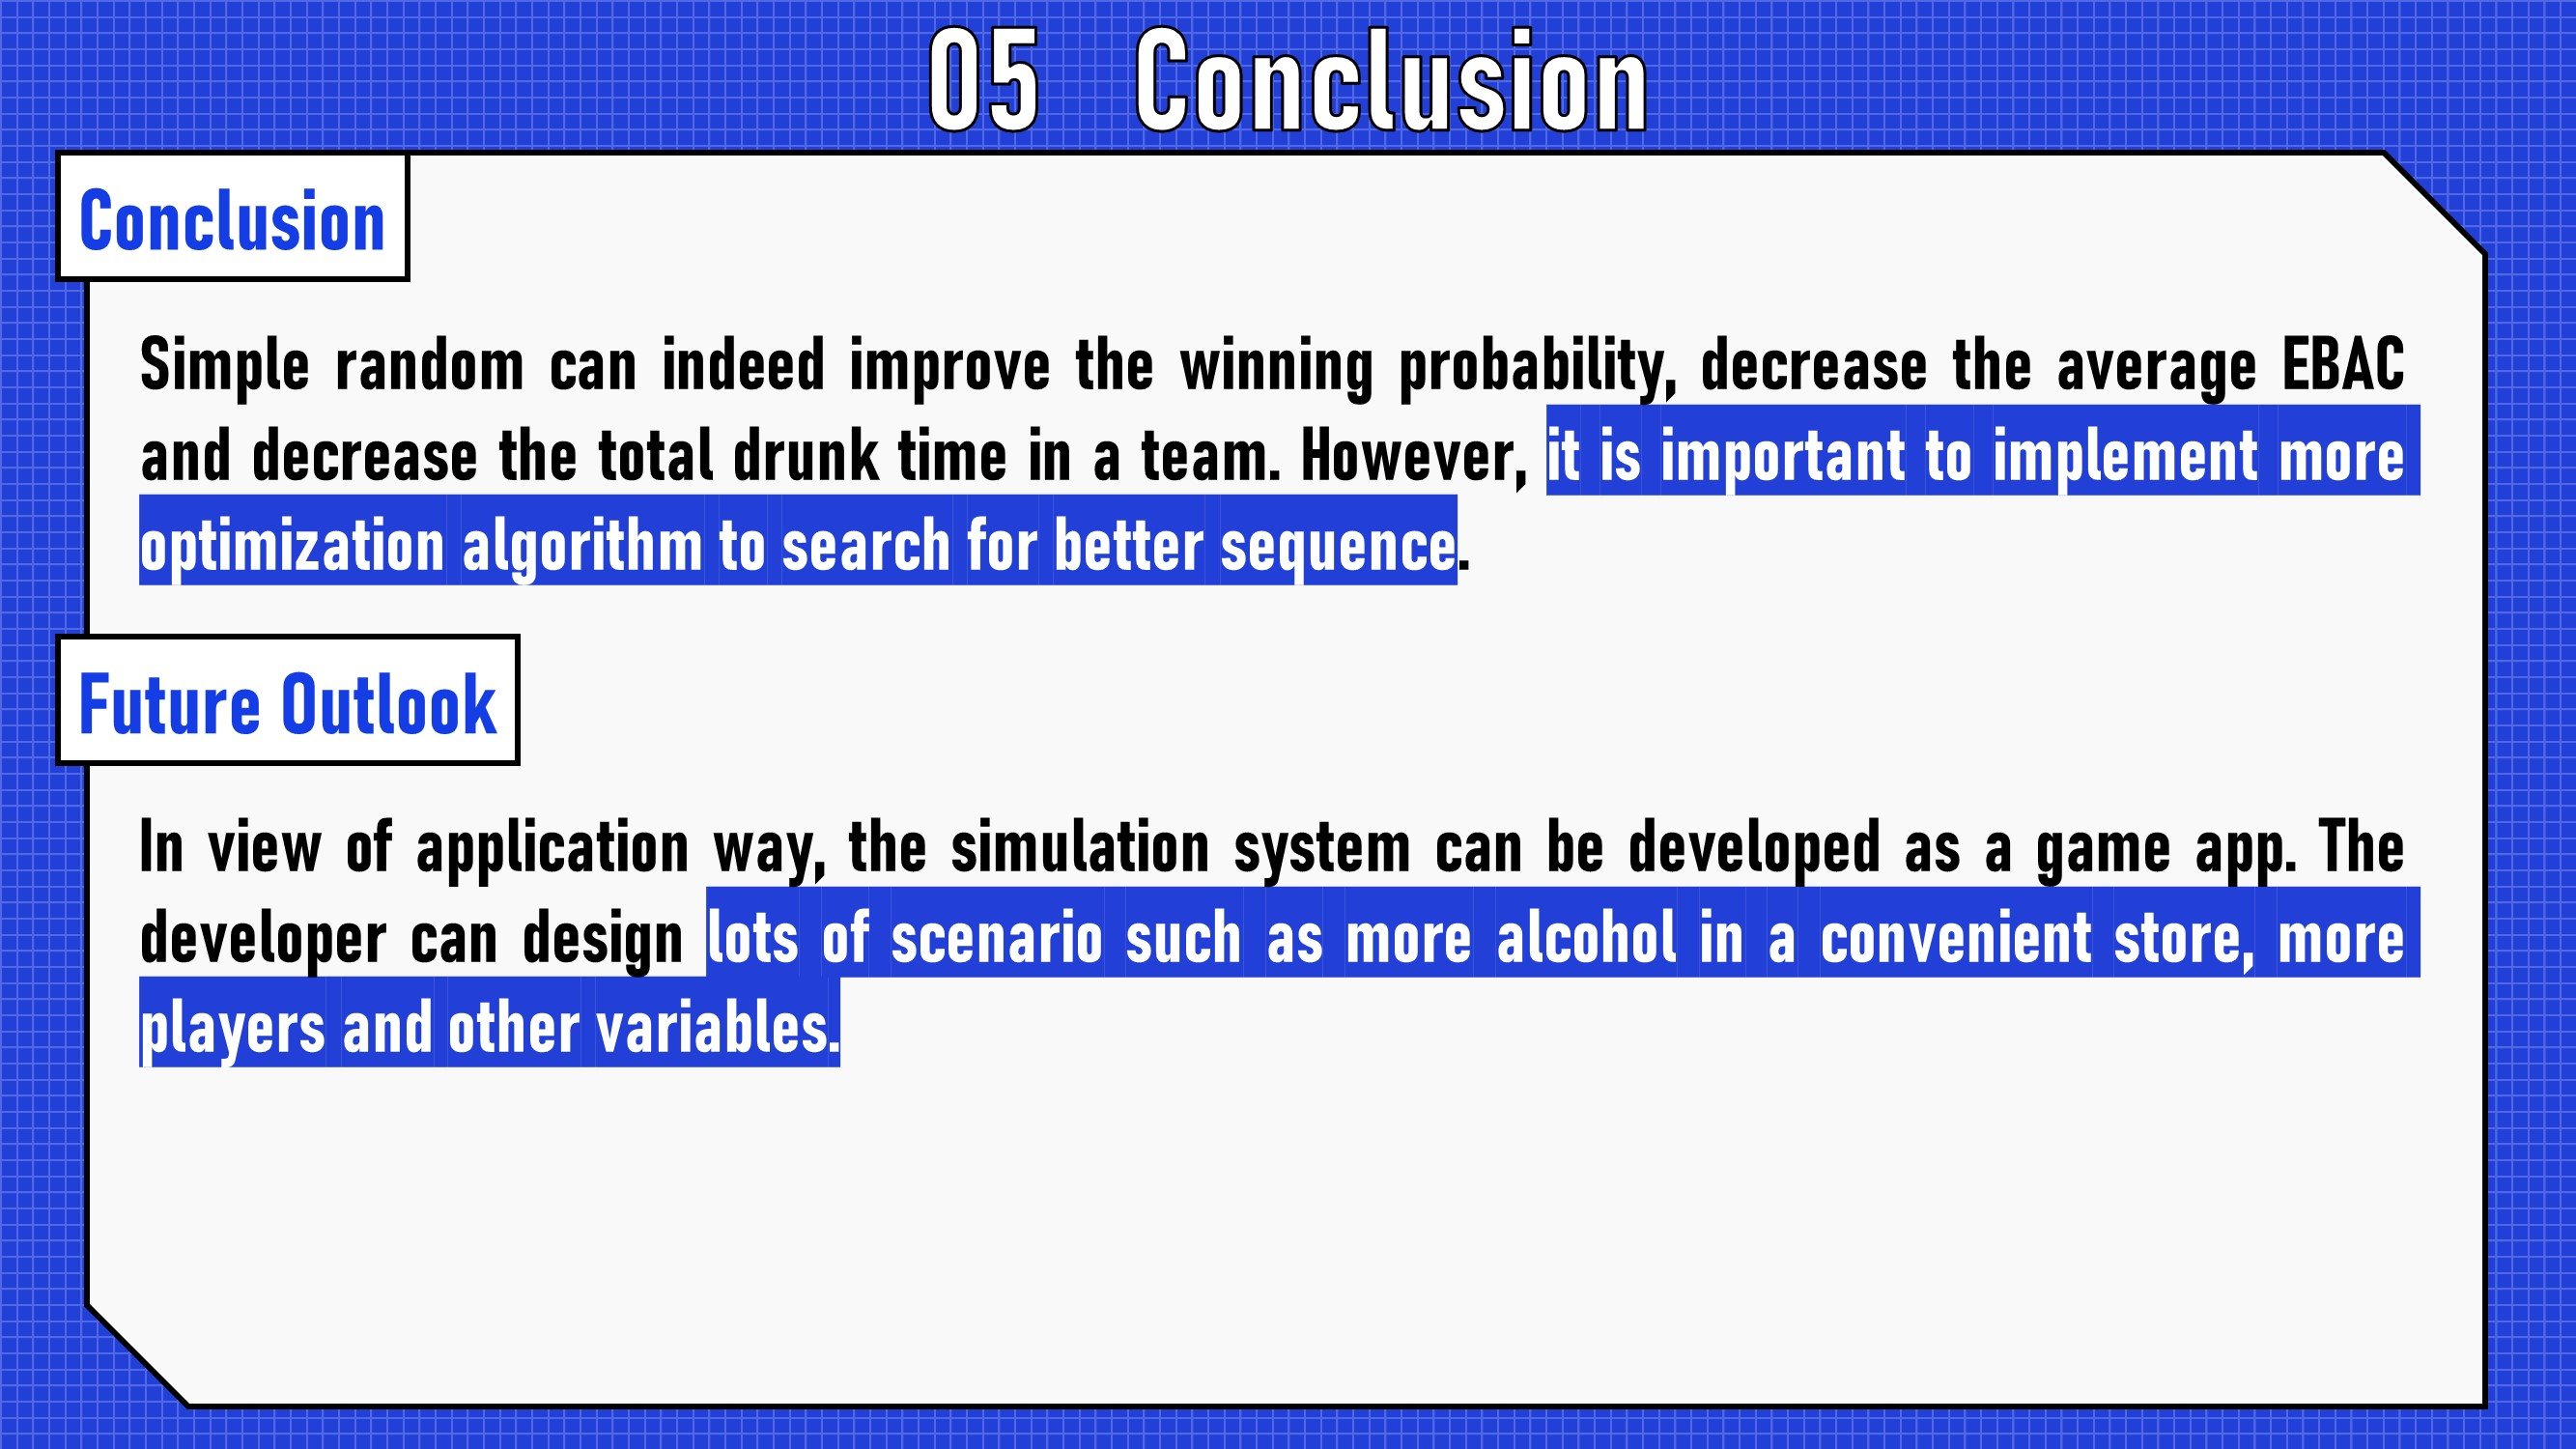 05 Conclusion
Conclusion
Simple random can indeed improve the winning probability, decrease the average EBAC
and decrease the total drunk time in a team. However, it is important to implement more
optimization algorithm to search for better sequence.
Future Outlook
In view of application way, the simulation system can be developed as a game app. The
developer can design lots of scenario such as more alcohol in a convenient store, more
players and other variables.